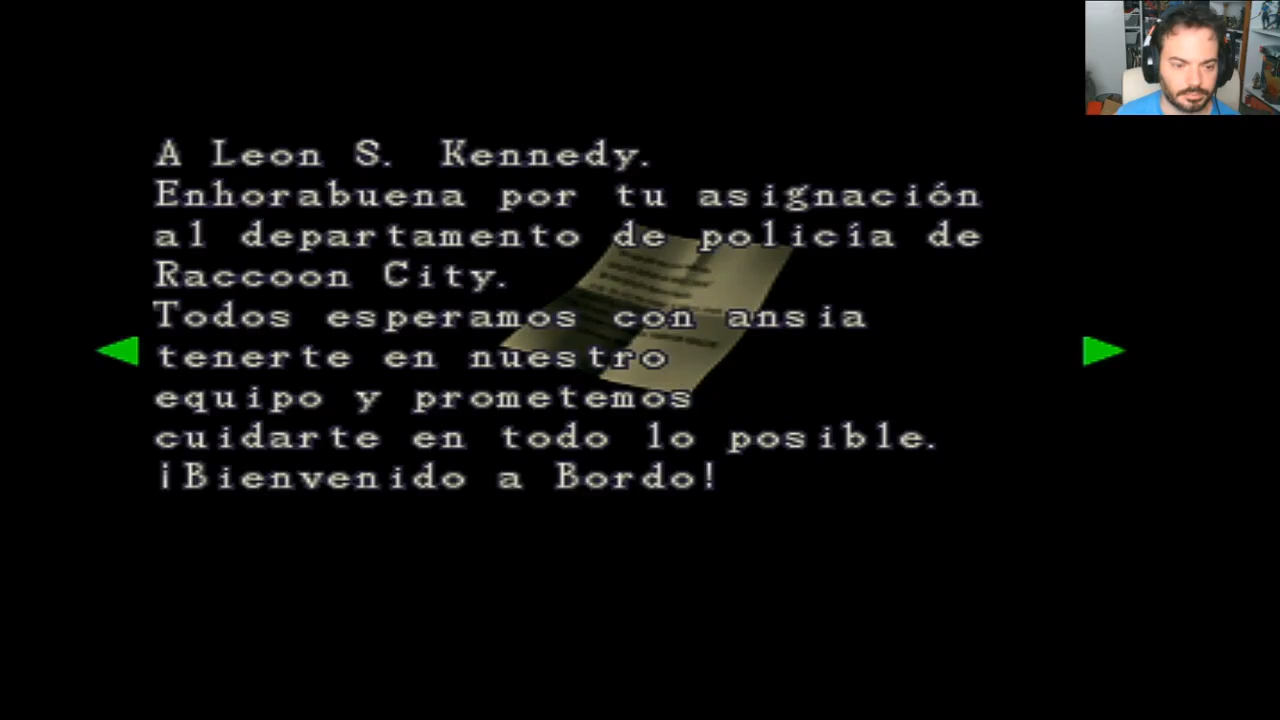 A Leon S. Kennedy.
Enhorabuena por tu asignación
al departamento de policía de
Raccoon City.
Todos esperamos con ansia
tenerte en nuestro
equipo y prometemos
cuidarte en todo lo posible.
¡Bienvenido a Bordo!